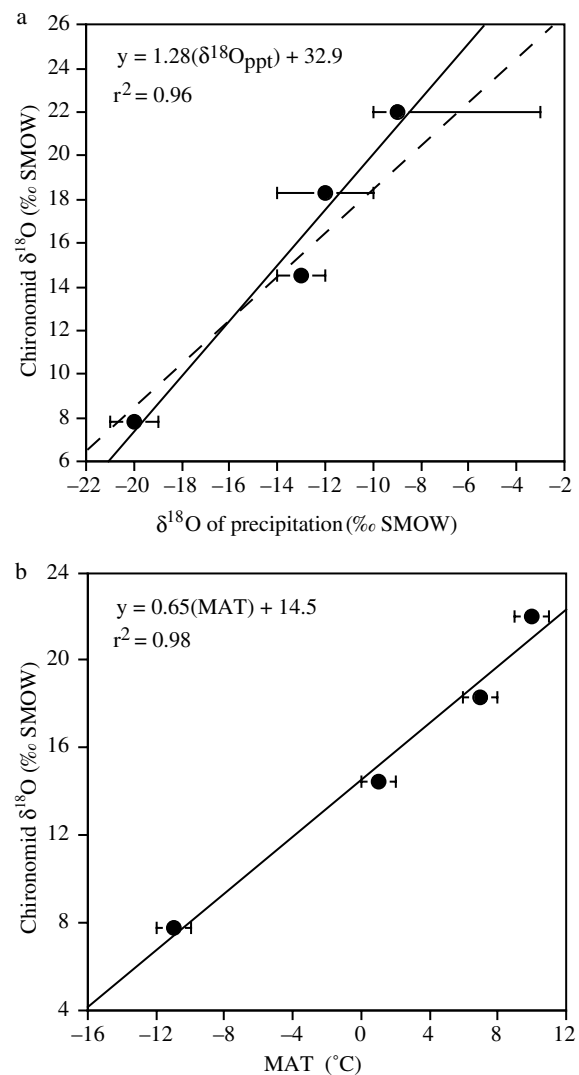 a
y = 1.28(δ¹⁸Oppt) + 32.9
r² = 0.96
26
24
22
20
18
16
14
12
10
8
6
Chironomid δ¹⁸O (‰ SMOW)
–22 –20 –18 –16 –14 –12 –10 –8 –6 –4 –2
δ¹⁸O of precipitation (‰ SMOW)
b
y = 0.65(MAT) + 14.5
r² = 0.98
24
20
16
12
8
4
Chironomid δ¹⁸O (‰ SMOW)
–16 –12 –8 –4 0 4 8 12
MAT (˚C)